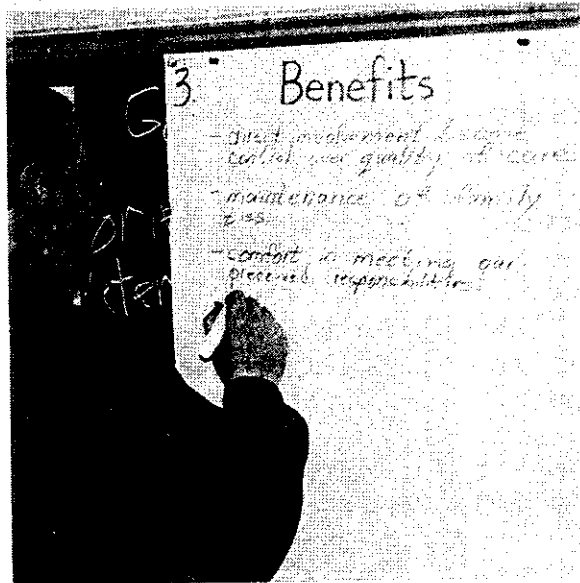 3. Benefits
- direct involvement & some
control over quality of care
- maintenance of family
ties
- comfort in meeting our
perceived responsibilities